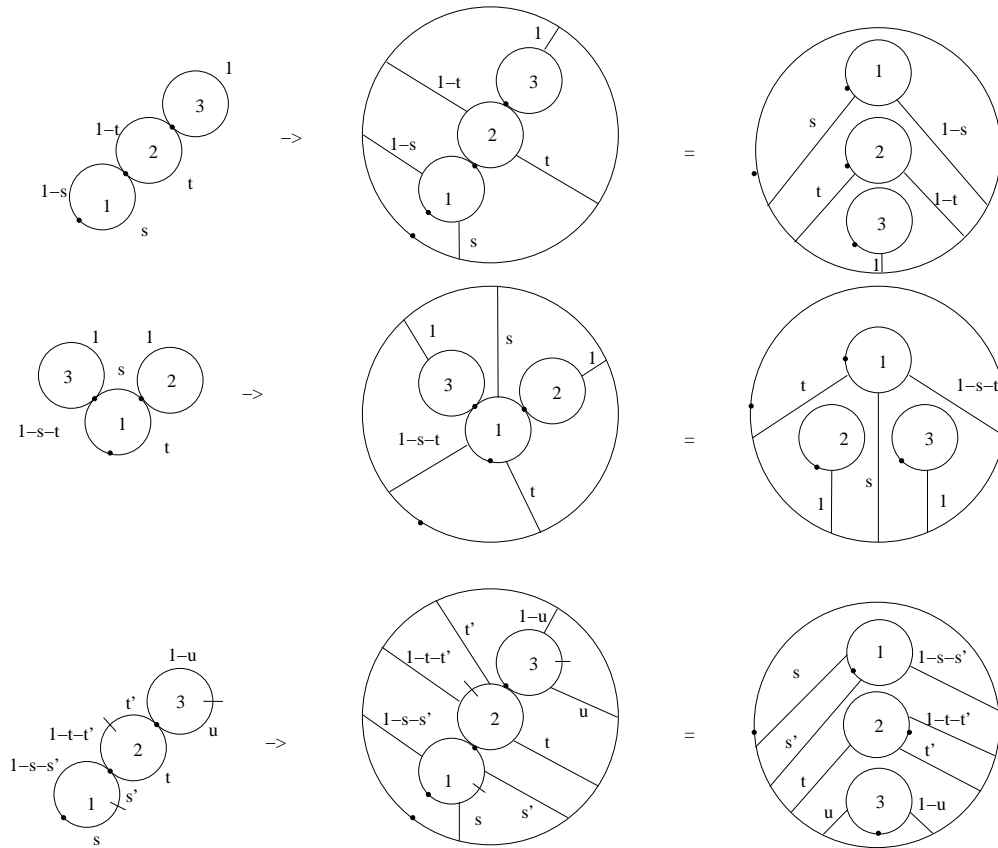 1 3 1-t 2 1-s t 1 s
->
1 3 1-t 2 1-s t 1 s
=
1 s 1-s 2 t 1-t 3 1
1 1 s 3 2 1 1-s-t t
->
1 s 1 3 2 1 1-s-t t
=
1 t 1-s-t 2 3 s 1 1
1-u 3 t' u 1-t-t' 2 t 1-s-s' s' 1 s
->
1-u t' 3 1-t-t' u 2 1-s-s' t 1 s s'
=
1 s 1-s-s' 2 1-t-t' s' t' t 3 u 1-u